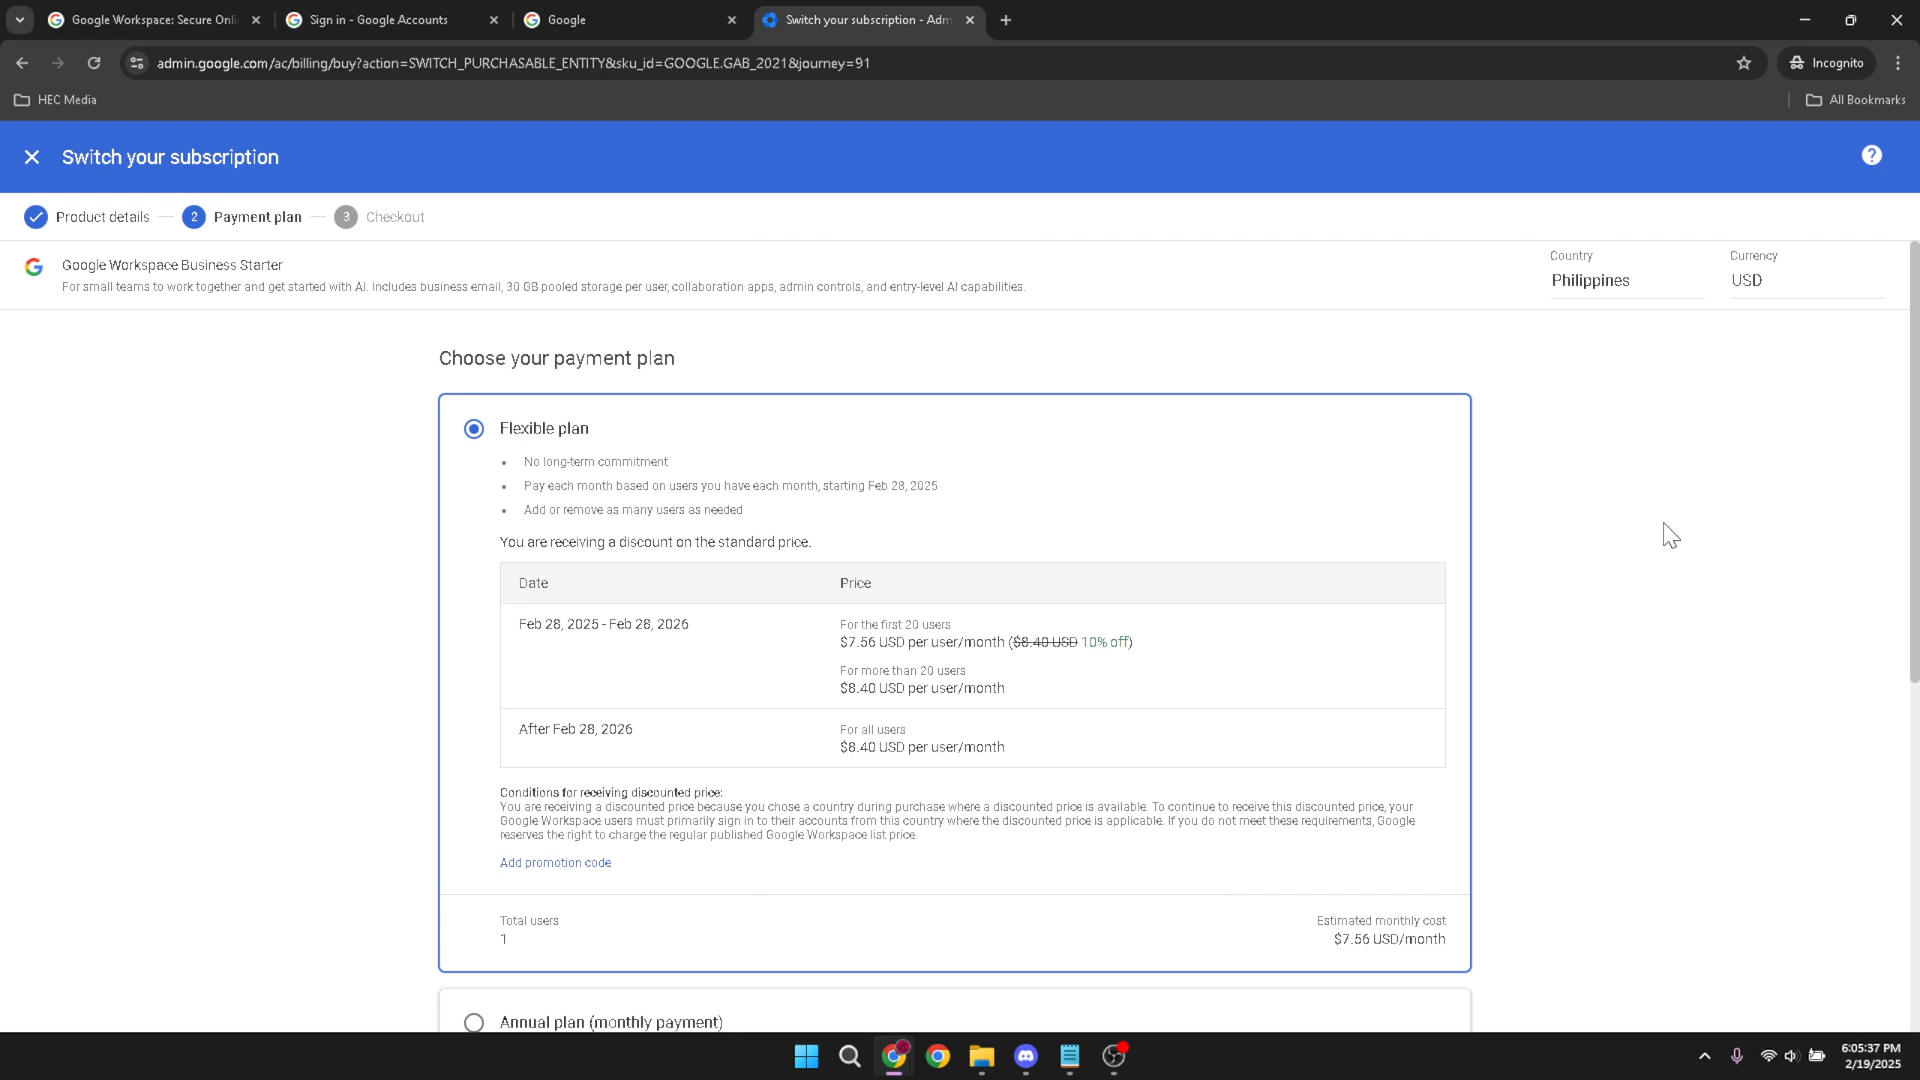 Google Workspace: Secure Onli
Sign in - Google Accounts
Google
Switch your subscription - Adm
admin.google.com/ac/billing/buy?action=SWITCH_PURCHASABLE_ENTITY&sku_id=GOOGLE.GAB_2021&journey=91
Incognito
HEC Media
All Bookmarks
Switch your subscription
?
Product details
2 Payment plan
3 Checkout
Google Workspace Business Starter
For small teams to work together and get started with AI. Includes business email, 30 GB pooled storage per user, collaboration apps, admin controls, and entry-level AI capabilities.
Country
Philippines
Currency
USD
Choose your payment plan
Flexible plan
• No long-term commitment
• Pay each month based on users you have each month, starting Feb 28, 2025
• Add or remove as many users as needed
You are receiving a discount on the standard price.
Date Price
Feb 28, 2025 - Feb 28, 2026
For the first 20 users
$7.56 USD per user/month ($8.40 USD 10% off)
For more than 20 users
$8.40 USD per user/month
After Feb 28, 2026
For all users
$8.40 USD per user/month
Conditions for receiving discounted price:
You are receiving a discounted price because you chose a country during purchase where a discounted price is available. To continue to receive this discounted price, your
Google Workspace users must primarily sign in to their accounts from this country where the discounted price is applicable. If you do not meet these requirements, Google
reserves the right to charge the regular published Google Workspace list price.
Add promotion code
Total users
1
Estimated monthly cost
$7.56 USD/month
Annual plan (monthly payment)
6:05:37 PM
2/19/2025